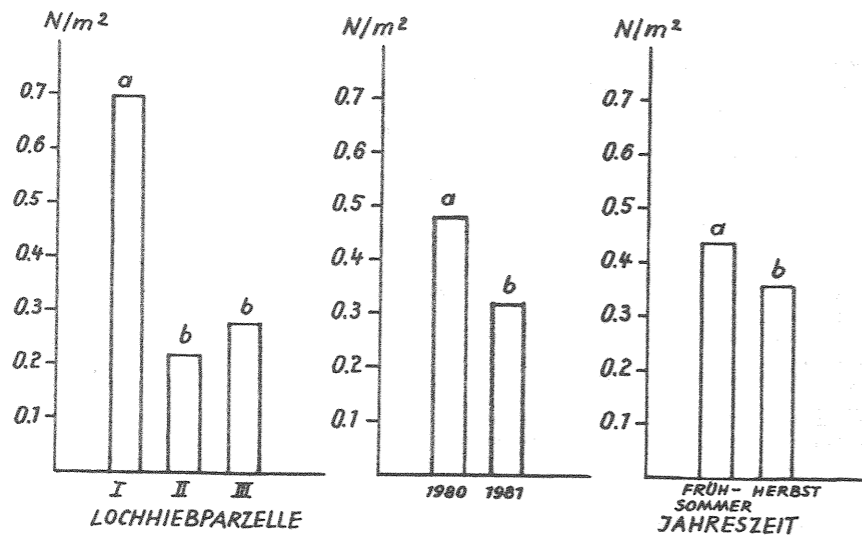 N/m²
0.7
0.6
0.5
0.4
0.3
0.2
0.1
a
b
b
I II III
LOCHHIEBPARZELLE
N/m²
0.7
0.6
0.5
0.4
0.3
0.2
0.1
a
b
1980 1981
N/m²
0.7
0.6
0.5
0.4
0.3
0.2
0.1
a
b
FRÜH- HERBST
SOMMER
JAHRESZEIT